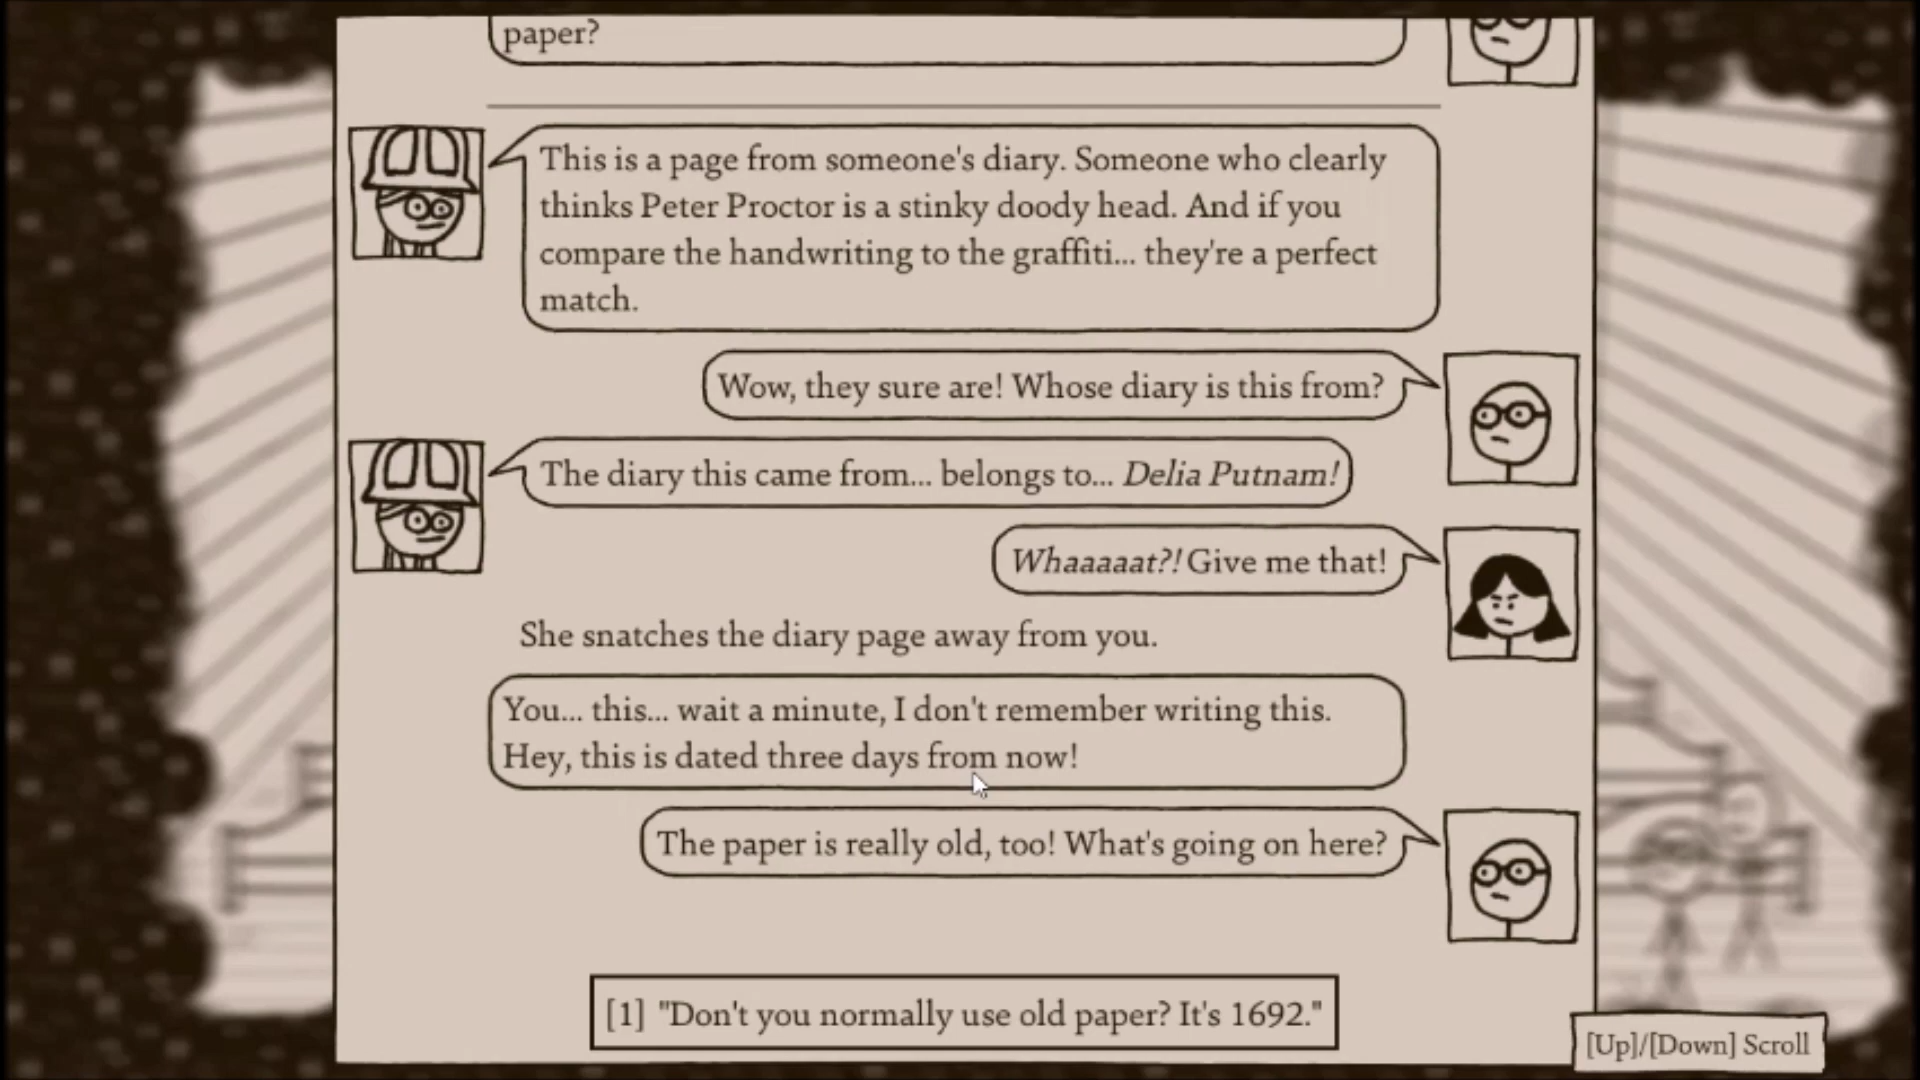 paper?
This is a page from someone's diary. Someone who clearly
thinks Peter Proctor is a stinky doody head. And if you
compare the handwriting to the graffiti... they're a perfect
match.
Wow, they sure are! Whose diary is this from?
The diary this came from... belongs to... Delia Putnam!
Whaaaaat?! Give me that!
She snatches the diary page away from you.
You... this... wait a minute, I don't remember writing this.
Hey, this is dated three days from now!
The paper is really old, too! What's going on here?
[1] "Don't you normally use old paper? It's 1692."
[Up]/[Down] Scroll